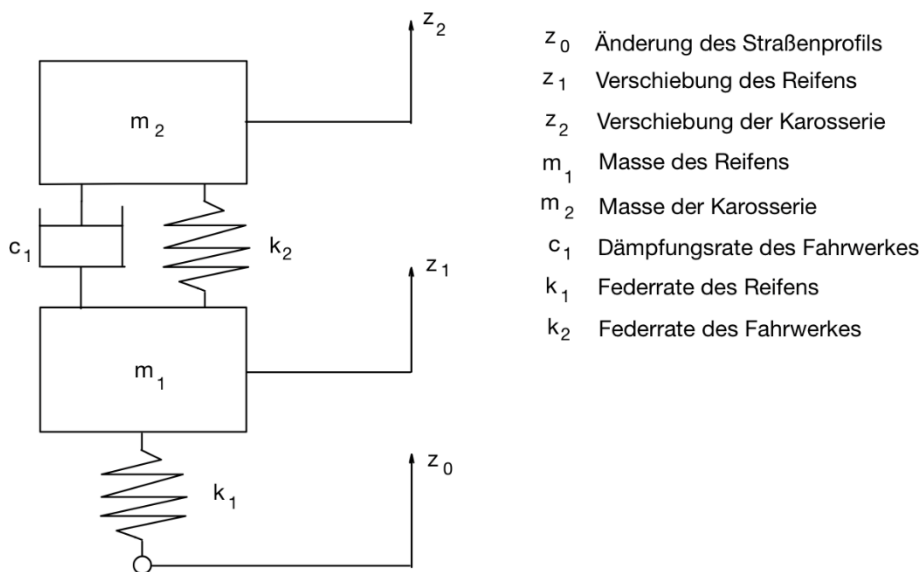 z₂
m₂
c₁
k₂
z₁
m₁
k₁
z₀
z₀ Änderung des Straßenprofils
z₁ Verschiebung des Reifens
z₂ Verschiebung der Karosserie
m₁ Masse des Reifens
m₂ Masse der Karosserie
c₁ Dämpfungsrate des Fahrwerkes
k₁ Federrate des Reifens
k₂ Federrate des Fahrwerkes